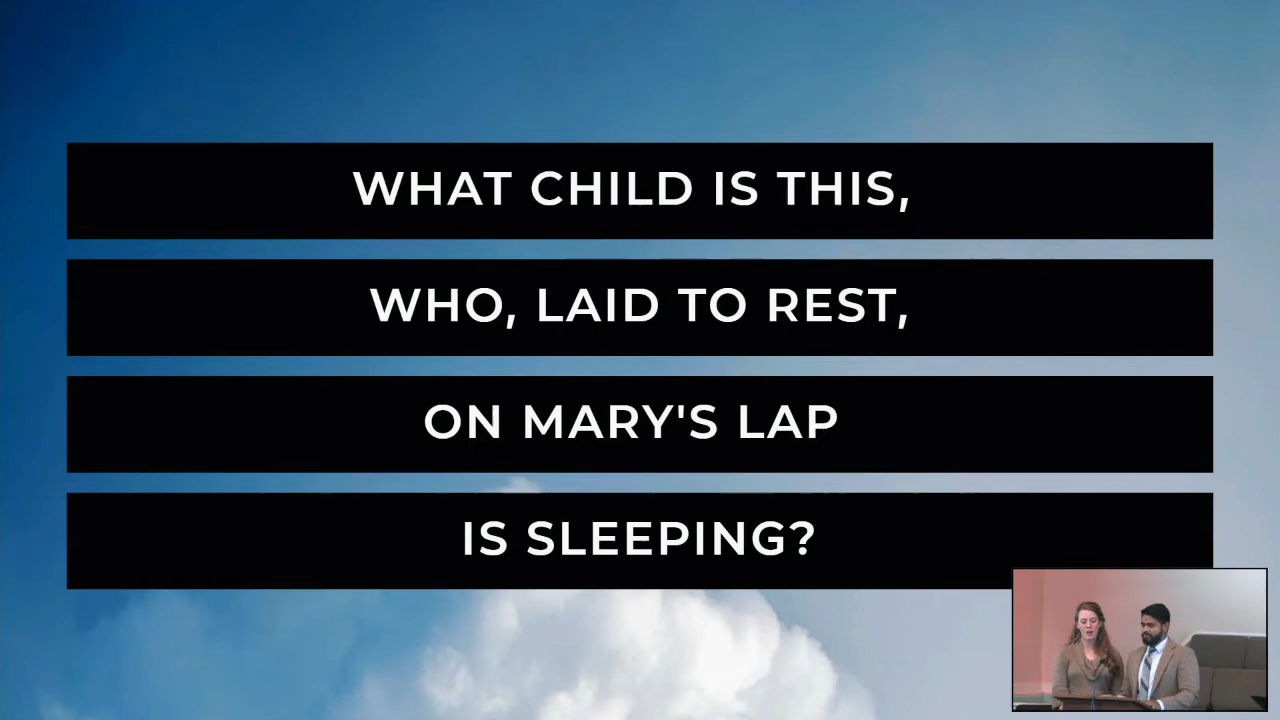 WHAT CHILD IS THIS,
WHO, LAID TO REST,
ON MARY'S LAP
IS SLEEPING?